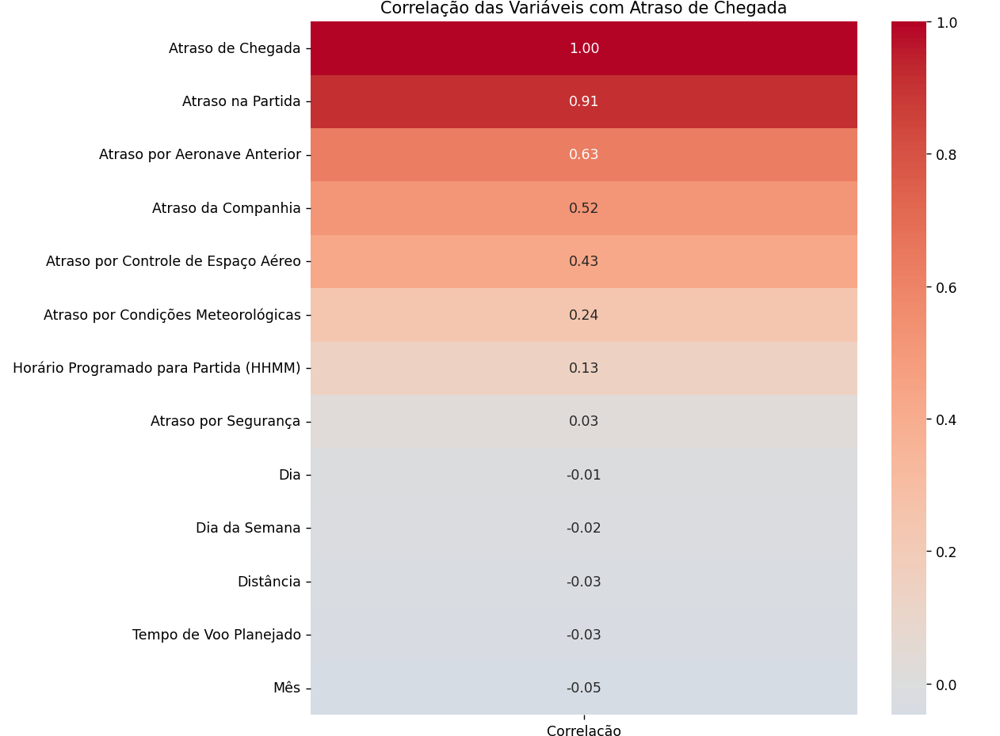 Correlação das Variáveis com Atraso de Chegada
Atraso de Chegada
1.00
Atraso na Partida
0.91
Atraso por Aeronave Anterior
0.63
Atraso da Companhia
0.52
Atraso por Controle de Espaço Aéreo
0.43
Atraso por Condições Meteorológicas
0.24
Horário Programado para Partida (HHMM)
0.13
Atraso por Segurança
0.03
Dia
-0.01
Dia da Semana
-0.02
Distância
-0.03
Tempo de Voo Planejado
-0.03
Mês
-0.05
Correlacão
1.0
0.8
0.6
0.4
0.2
0.0